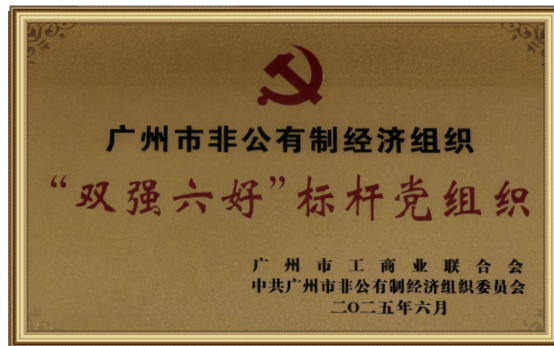 广州市非公有制经济组织
“双强六好”标杆党组织
广州市工商业联合会
中共广州市非公有制经济组织委员会
二〇二五年六月